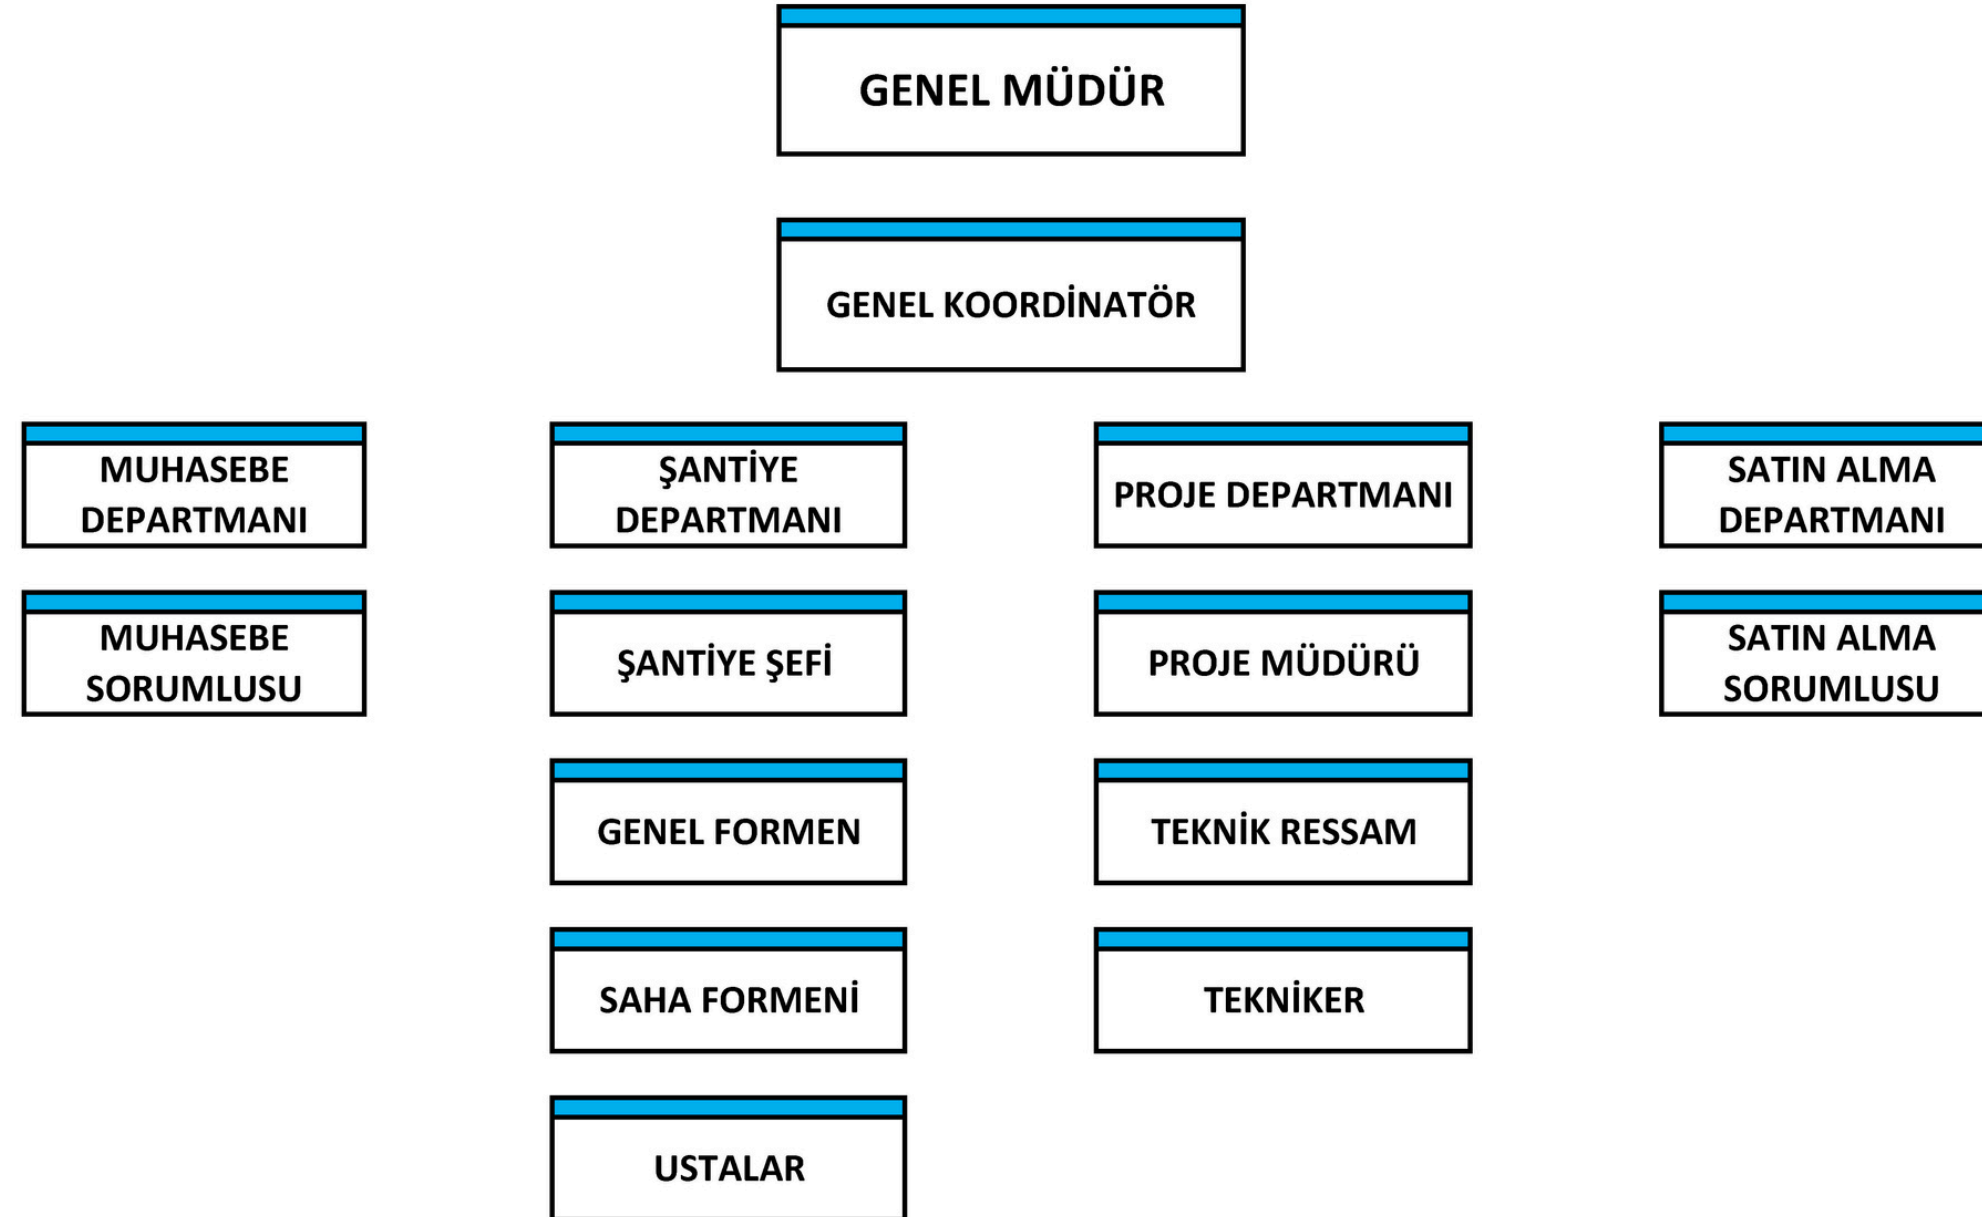 GENEL MÜDÜR
GENEL KOORDİNATÖR
MUHASEBE
DEPARTMANI
ŞANTİYE
DEPARTMANI
PROJE DEPARTMANI
SATIN ALMA
DEPARTMANI
MUHASEBE
SORUMLUSU
ŞANTİYE ŞEFİ
PROJE MÜDÜRÜ
SATIN ALMA
SORUMLUSU
GENEL FORMEN
TEKNİK RESSAM
SAHA FORMENİ
TEKNİKER
USTALAR